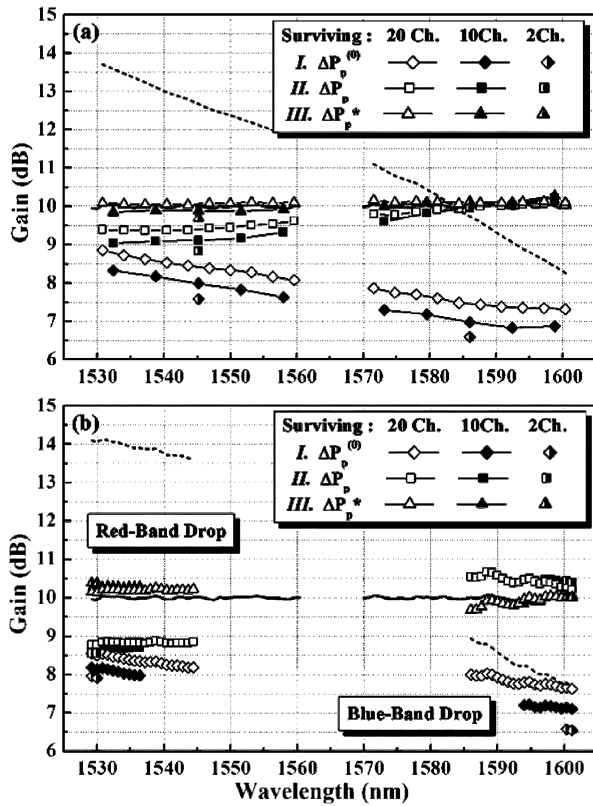 (a)
Surviving : 20 Ch. 10Ch. 2Ch.
I. ΔPp(0)
II. ΔPp
III. ΔPp*
15
14
13
12
11
10
9
8
7
6
Gain (dB)
1530 1540 1550 1560 1570 1580 1590 1600
(b)
Surviving : 20 Ch. 10Ch. 2Ch.
I. ΔPp(0)
II. ΔPp
III. ΔPp*
Red-Band Drop
Blue-Band Drop
15
14
13
12
11
10
9
8
7
6
Gain (dB)
1530 1540 1550 1560 1570 1580 1590 1600
Wavelength (nm)